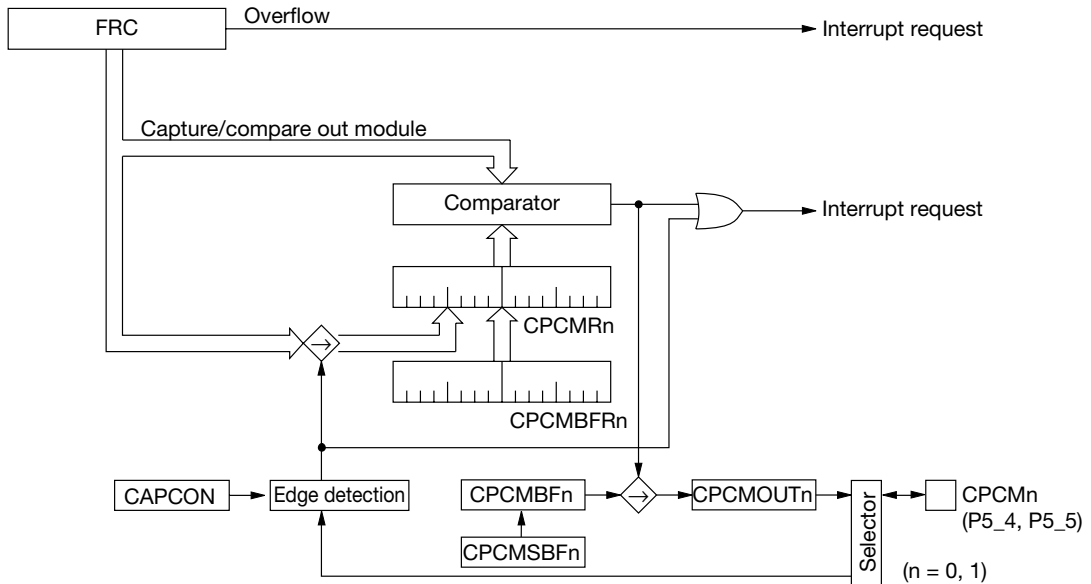 FRC
Overflow
Interrupt request
Capture/compare out module
Comparator
Interrupt request
CPCMRn
→
CPCMBFRn
CAPCON
Edge detection
CPCMBFn
→
CPCMOUTn
Selector
CPCMn
(P5_4, P5_5)
CPCMSBFn
(n = 0, 1)